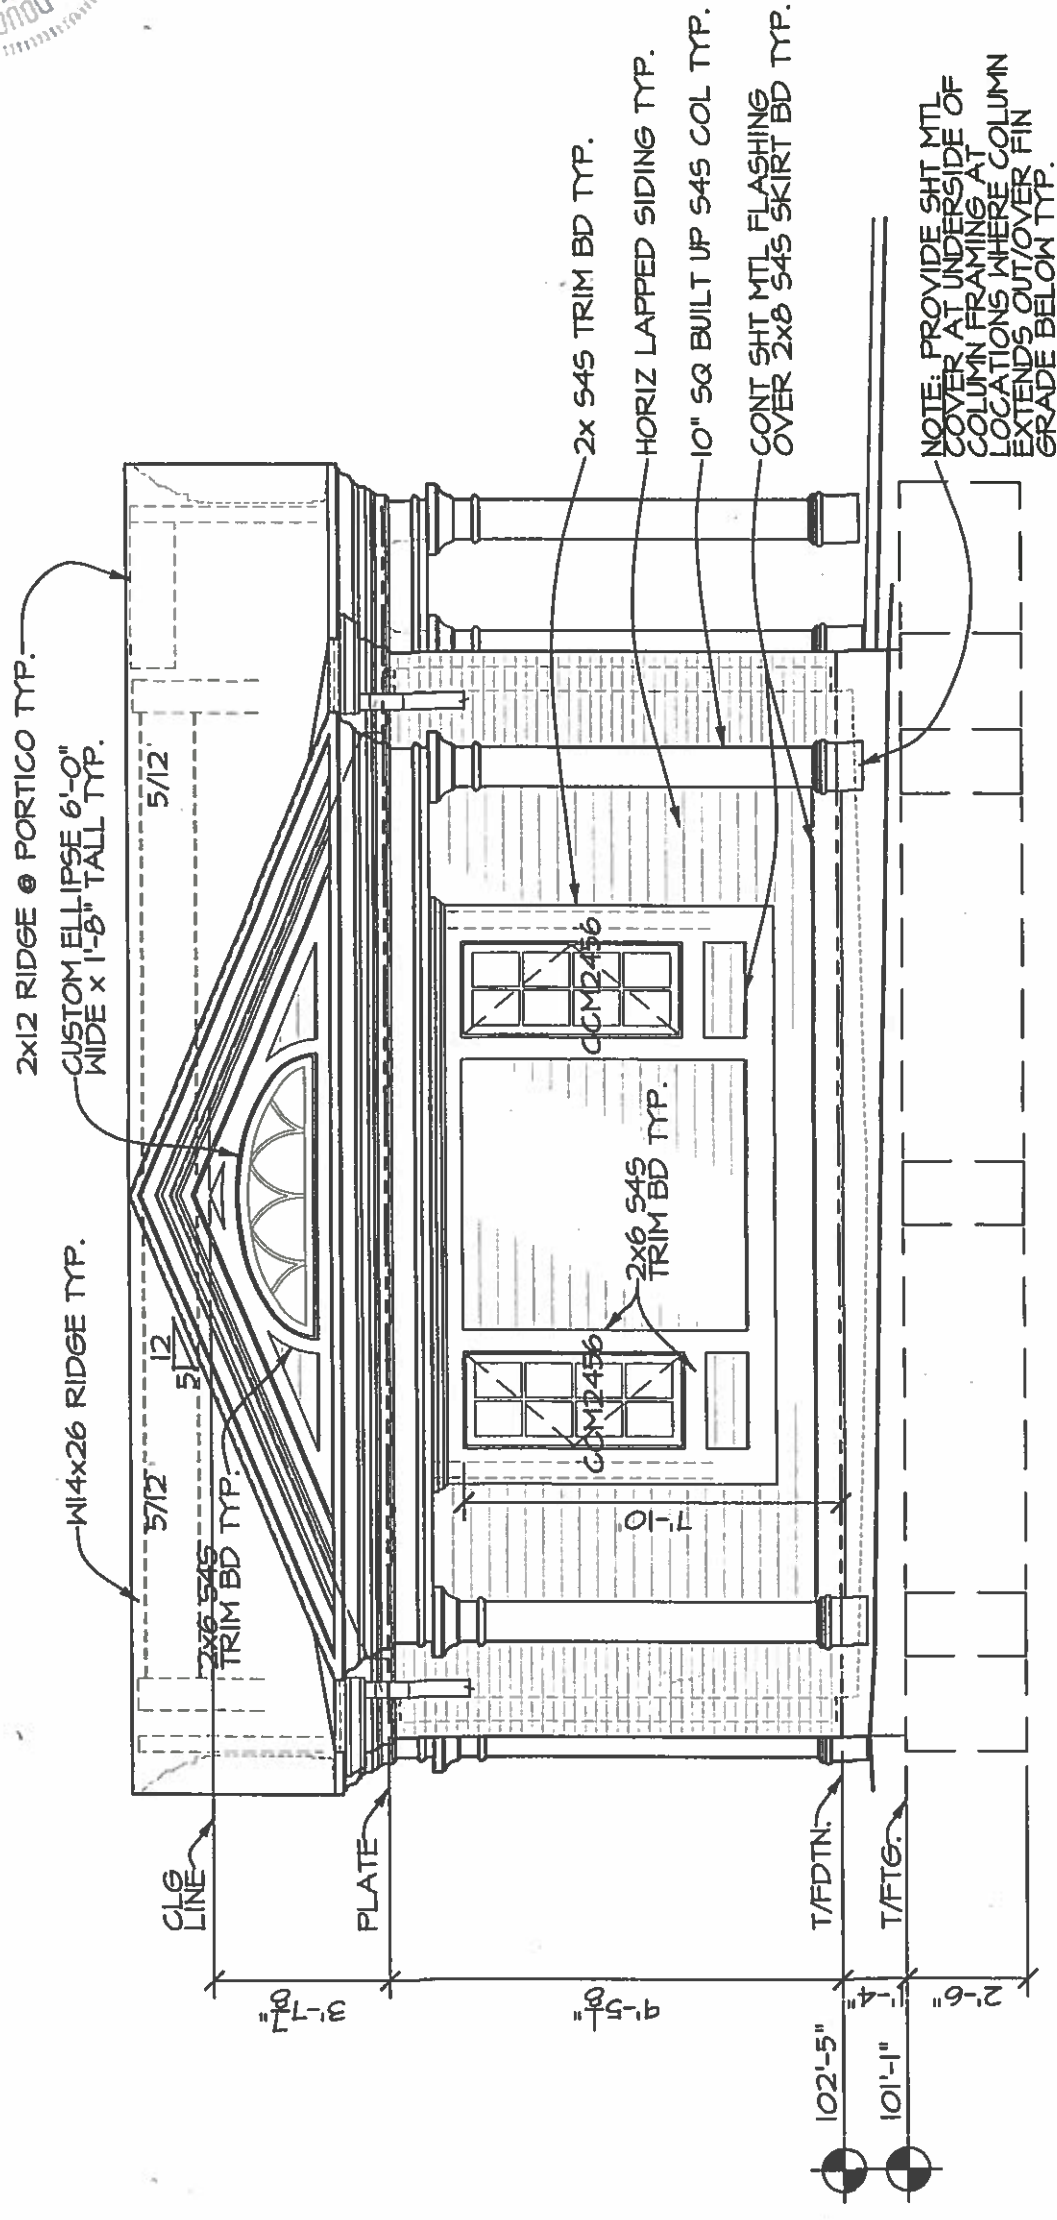 2x12 RIDGE @ PORTICO TYP.
CUSTOM ELLIPSE 6'-0"
WIDE x 1'-8" TALL TYP.
W14x26 RIDGE TYP.
5/12
12
5
5/12
2x6 S4S
TRIM BD TYP.
CLG
LINE
PLATE
T/FDTN.
T/FTG.
3'-7 7/8"
9'-5 1/8"
1'-4"
2'-6"
102'-5"
101'-1"
7'-10
CCM2456
CCM2456
2x6 S4S
TRIM BD TYP.
2x S4S TRIM BD TYP.
HORIZ LAPPED SIDING TYP.
10" SQ BUILT UP S4S COL TYP.
CONT SHT MTL FLASHING
OVER 2x8 S4S SKIRT BD TYP.
NOTE: PROVIDE SHT MTL
COVER AT UNDERSIDE OF
COLUMN FRAMING AT
LOCATIONS WHERE COLUMN
EXTENDS OUT/OVER FIN
GRADE BELOW TYP.